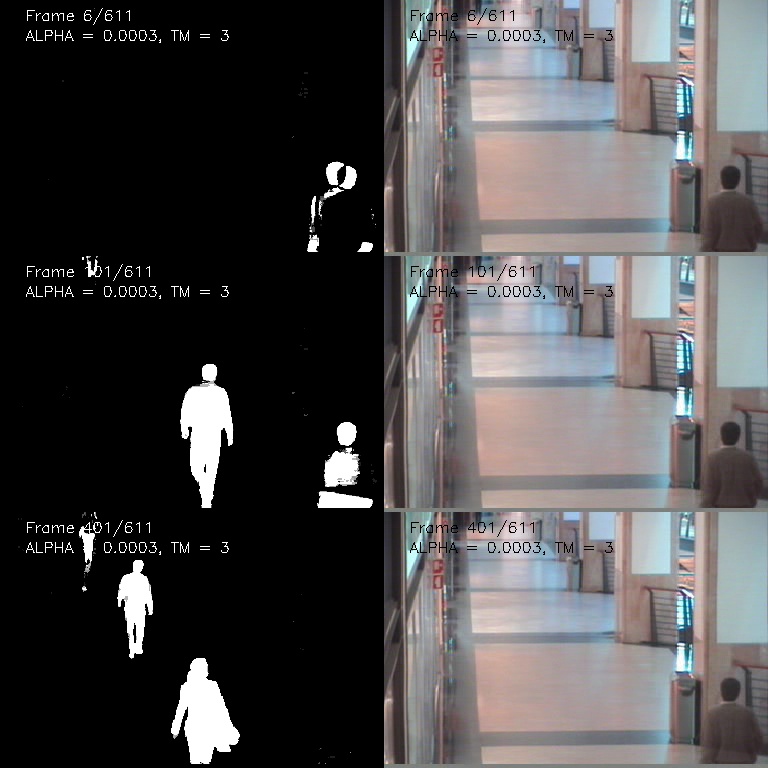 Frame 6/611
ALPHA = 0.0003, TM = 3
Frame 6/611
ALPHA = 0.0003, TM = 3
Frame 101/611
ALPHA = 0.0003, TM = 3
Frame 101/611
ALPHA = 0.0003, TM = 3
Frame 401/611
ALPHA = 0.0003, TM = 3
Frame 401/611
ALPHA = 0.0003, TM = 3